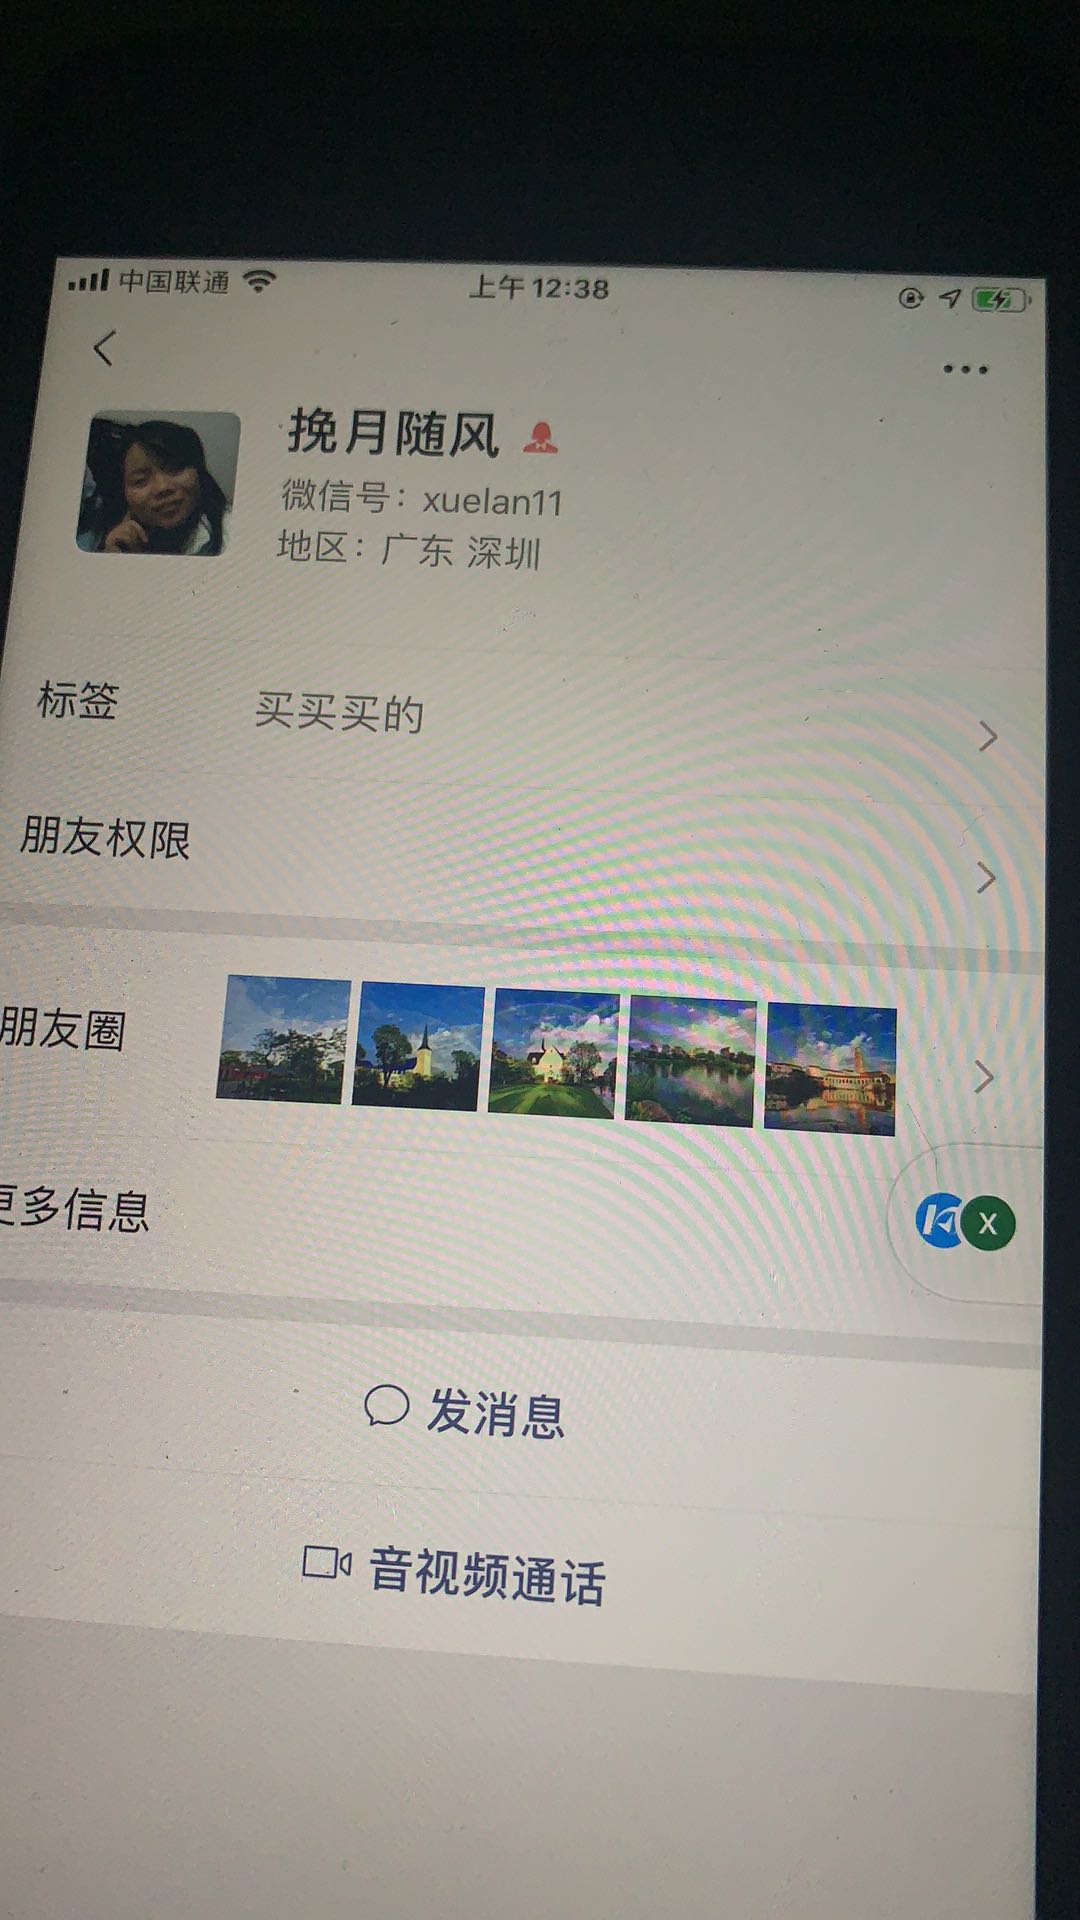 中国联通
上午12:38
挽月随风
微信号：xuelan11
地区：广东 深圳
标签 买买买的
朋友权限
朋友圈
更多信息
X
发消息
音视频通话